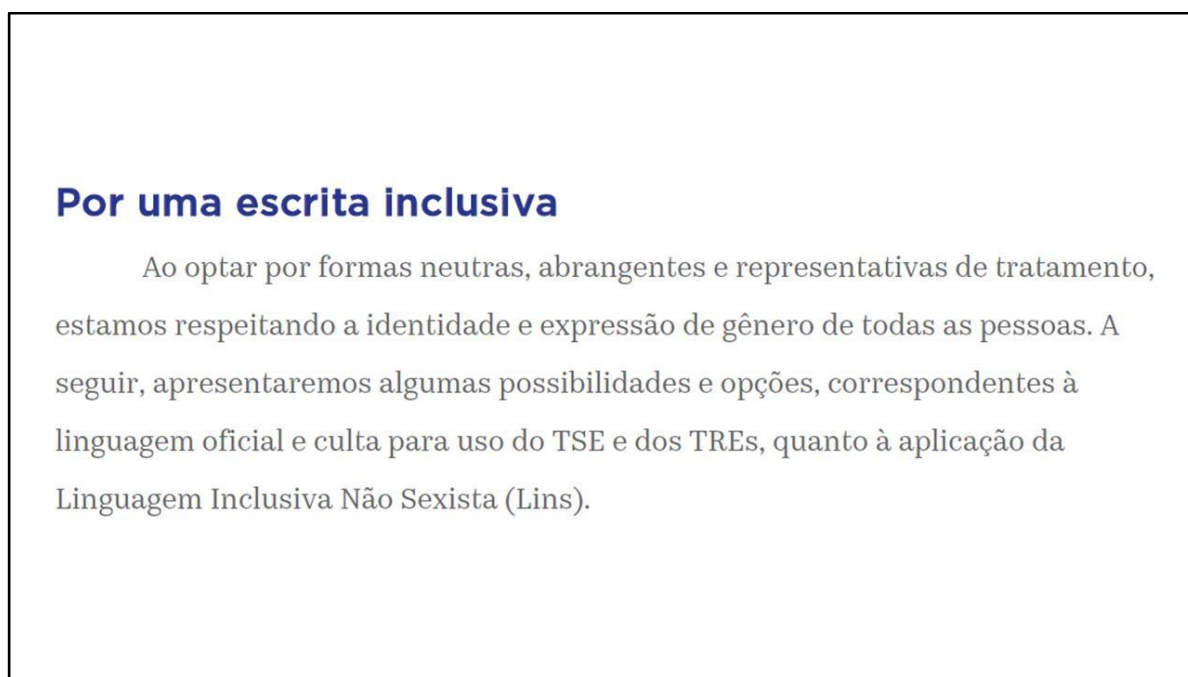 Por uma escrita inclusiva
Ao optar por formas neutras, abrangentes e representativas de tratamento,
estamos respeitando a identidade e expressão de gênero de todas as pessoas. A
seguir, apresentaremos algumas possibilidades e opções, correspondentes à
linguagem oficial e culta para uso do TSE e dos TREs, quanto à aplicação da
Linguagem Inclusiva Não Sexista (Lins).